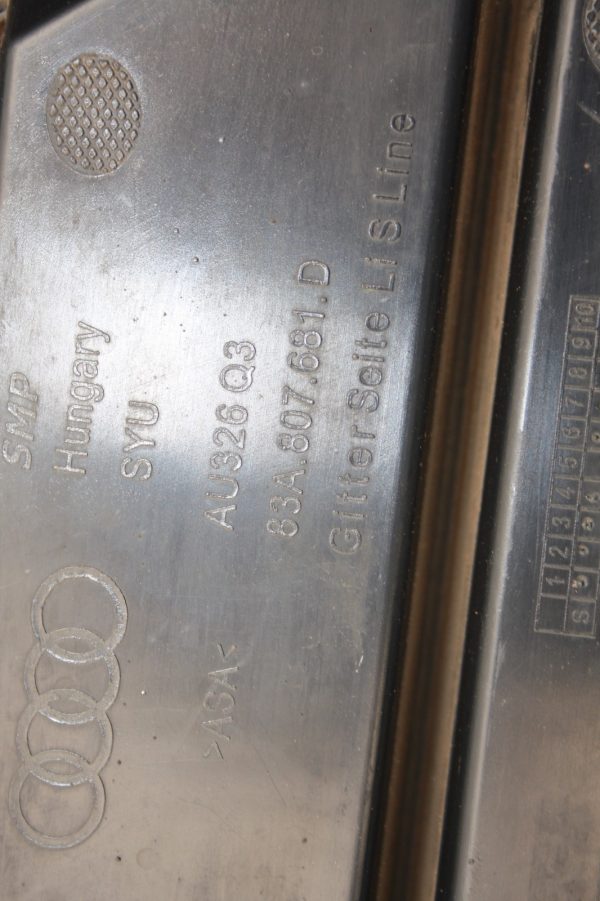 SMP
Hungary
SYU
AU326 Q3
83A.807.681.D
Gitter Seite Li S Line
>ASA<
1 2 3 4 5 6 7 8 9 10